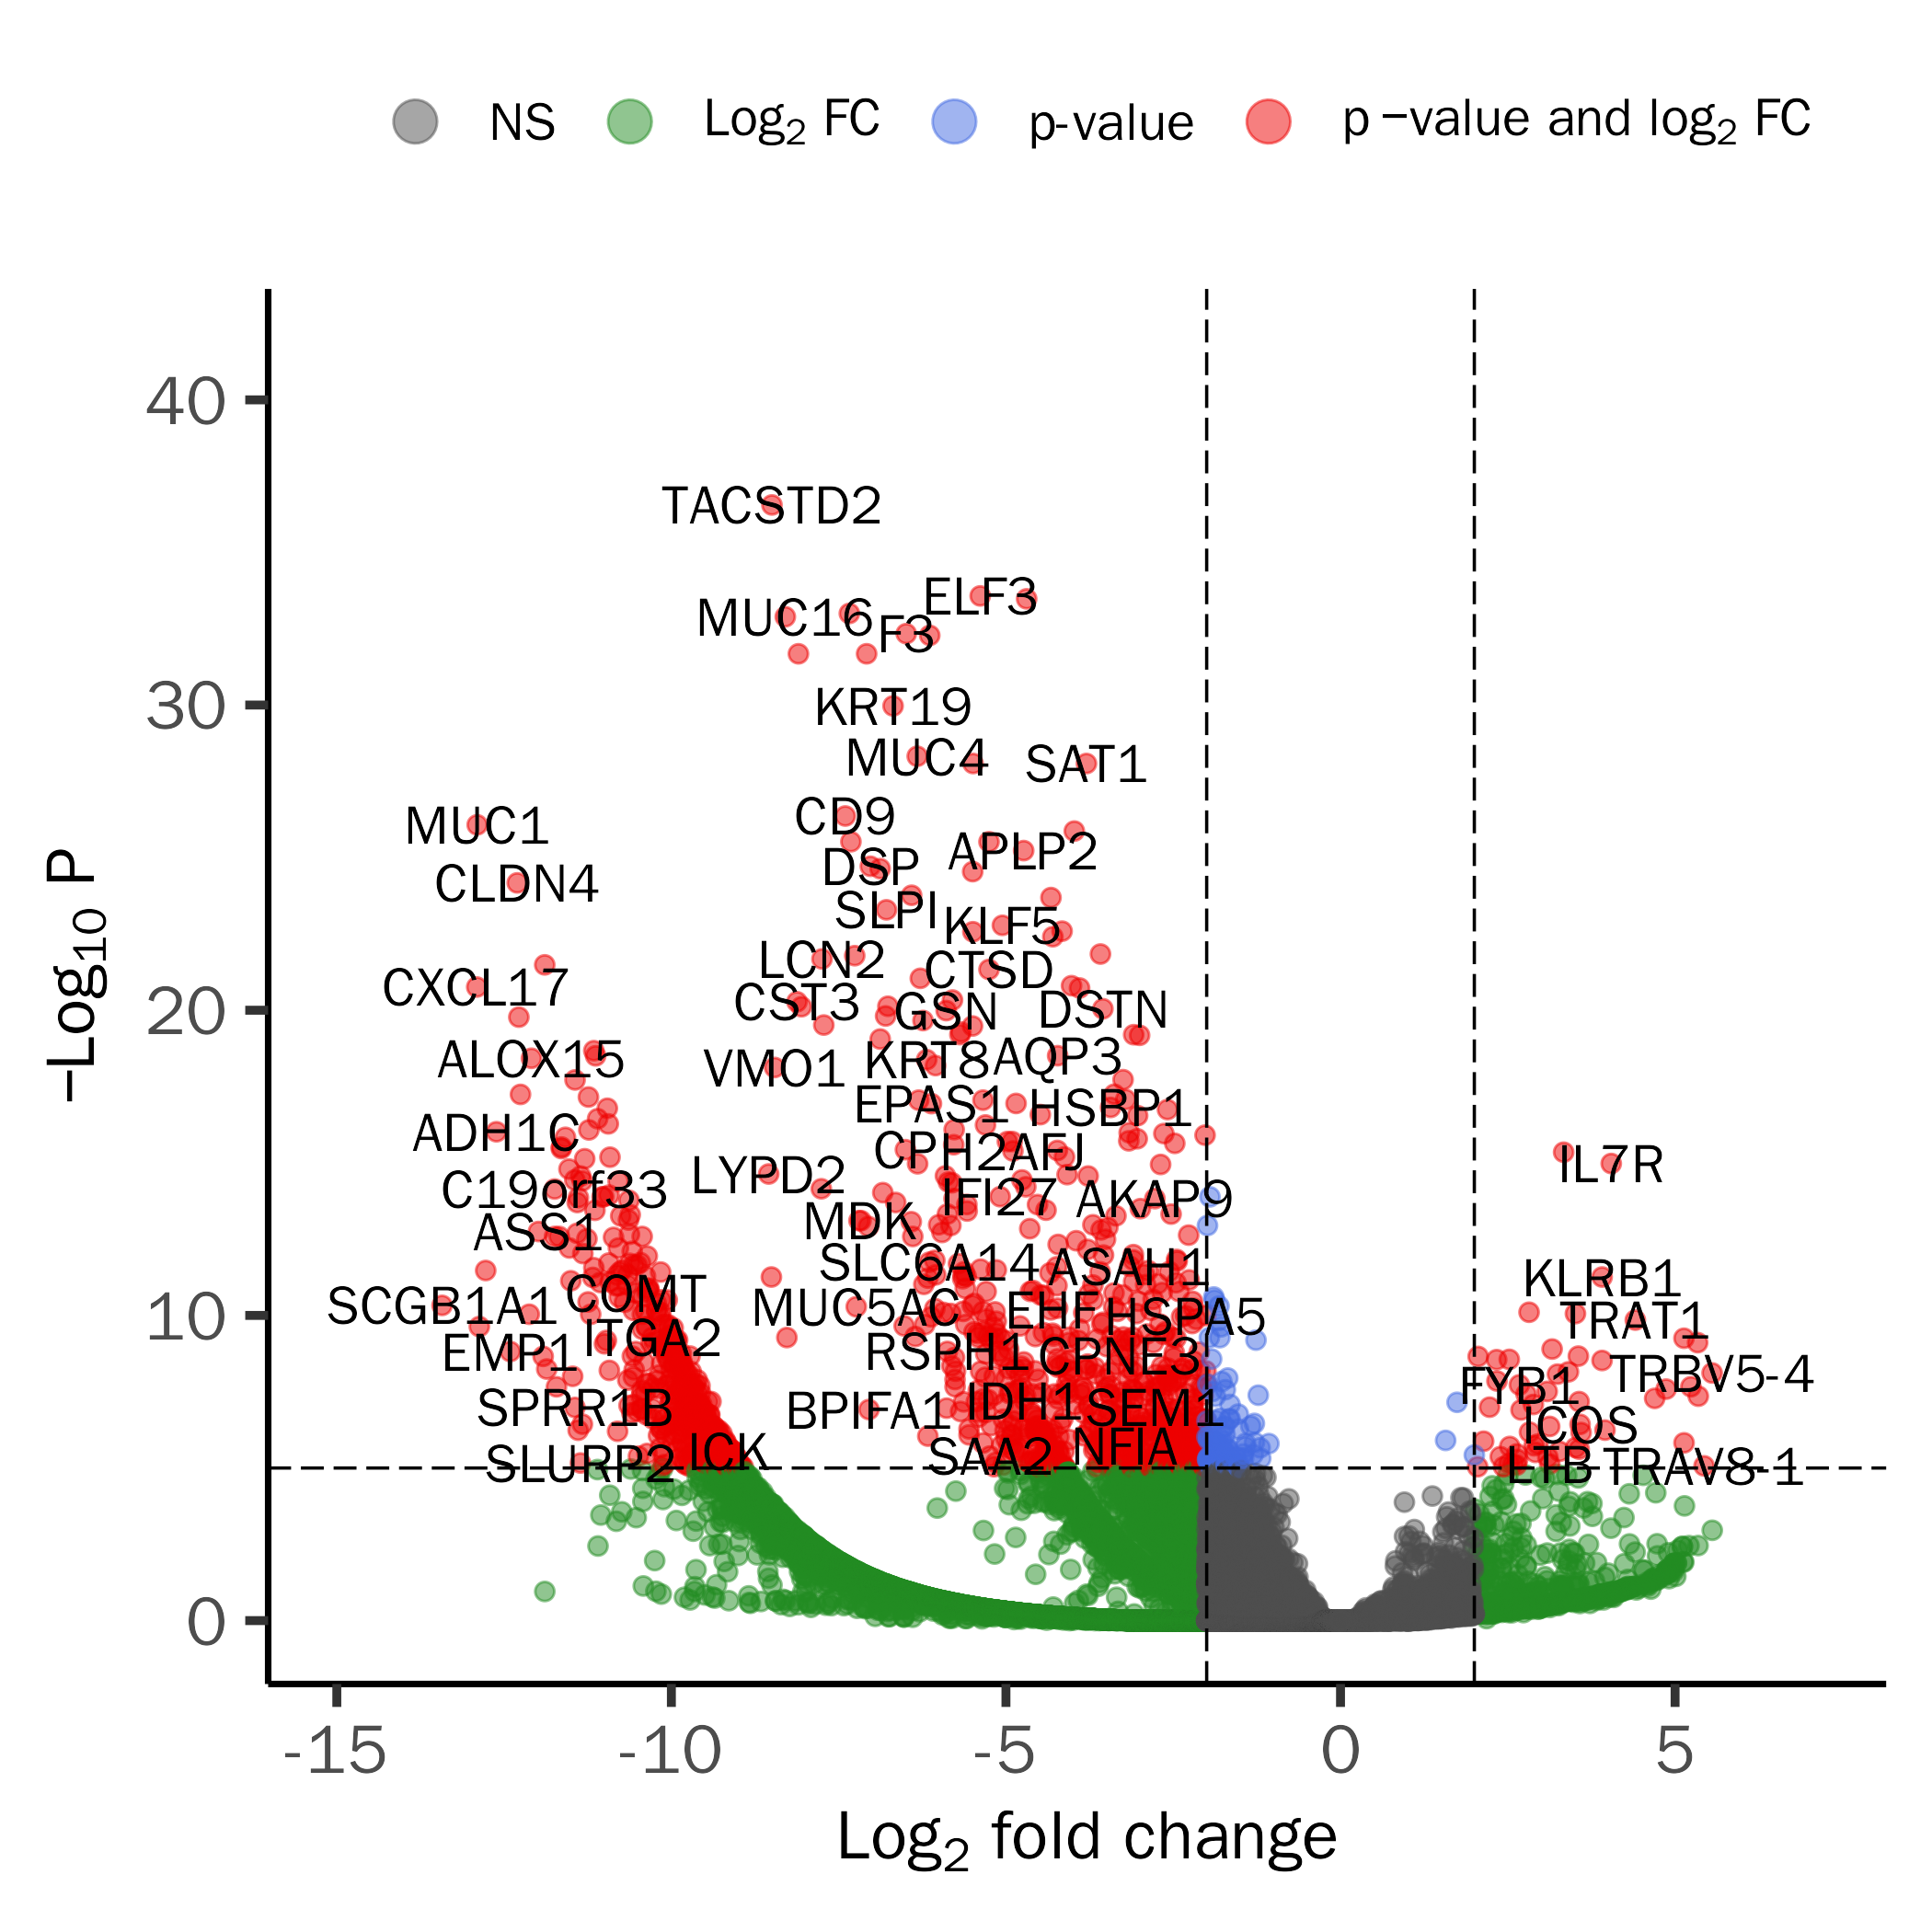 NS Log2 FC p-value p −value and log2 FC
40
TACSTD2
ELF3
MUC16 F3
30
KRT19
MUC4 SAT1
MUC1 CD9
DSP APLP2
CLDN4
SLPI KLF5
LCN2 CTSD
CXCL17 CST3 GSN DSTN
20
ALOX15 VMO1 KRT8 AQP3
EPAS1 HSBP1
ADH1C CPH2AFJ IL7R
C19orf33 LYPD2 IFI27 AKAP9
ASS1 MDK
SLC6A14 ASAH1 KLRB1
SCGB1A1 COMT MUC5AC EHF HSPA5 TRAT1
10
EMP1 ITGA2 RSPH1 CPNE3 FYB1 TRBV5-4
SPRR1B BPIFA1 IDH1 SEM1 ICOS
SLURP2 ICK SAA2 NFIA LTB TRAV8-1
0
−Log10 P
-15 -10 -5 0 5
Log2 fold change